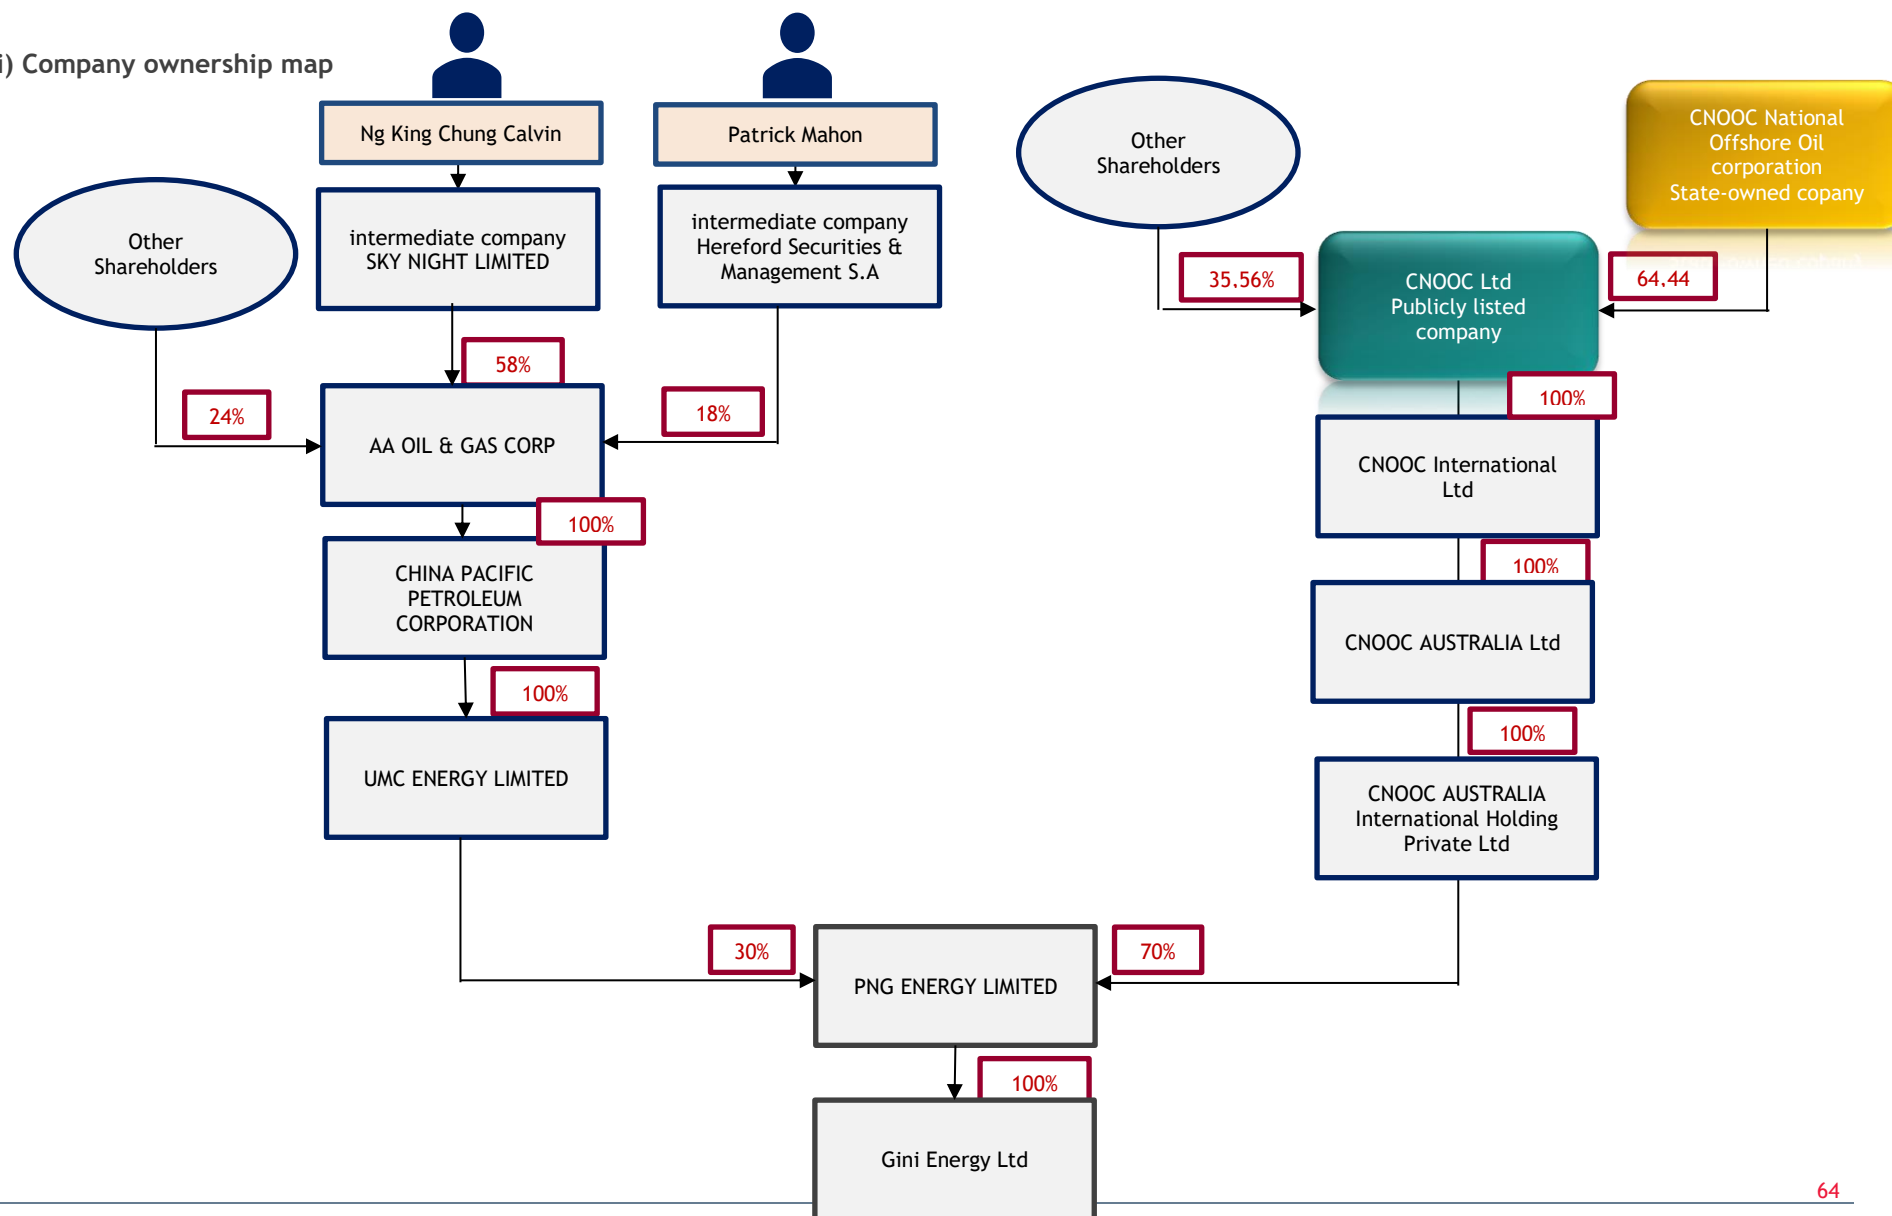 i) Company ownership map
Ng King Chung Calvin
Patrick Mahon
Other
Shareholders
CNOOC National
Offshore Oil
corporation
State-owned copany
Other
Shareholders
intermediate company
SKY NIGHT LIMITED
intermediate company
Hereford Securities &
Management S.A
35,56%
CNOOC Ltd
Publicly listed
company
64,44
58%
24%
18%
100%
AA OIL & GAS CORP
CNOOC International
Ltd
100%
100%
CHINA PACIFIC
PETROLEUM
CORPORATION
CNOOC AUSTRALIA Ltd
100%
100%
UMC ENERGY LIMITED
CNOOC AUSTRALIA
International Holding
Private Ltd
30%
70%
PNG ENERGY LIMITED
100%
Gini Energy Ltd
64